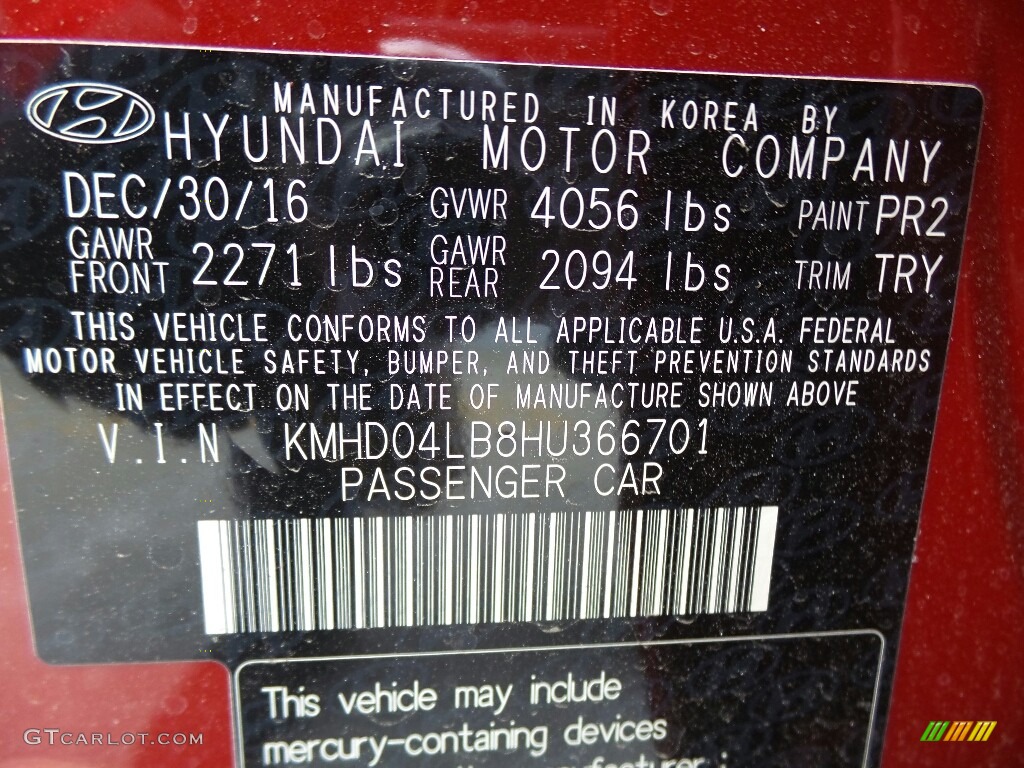 MANUFACTURED IN KOREA BY
HYUNDAI MOTOR COMPANY
DEC/30/16 GVWR 4056 lbs PAINT PR2
GAWR FRONT 2271 lbs GAWR REAR 2094 lbs TRIM TRY
THIS VEHICLE CONFORMS TO ALL APPLICABLE U.S.A. FEDERAL
MOTOR VEHICLE SAFETY, BUMPER, AND THEFT PREVENTION STANDARDS
IN EFFECT ON THE DATE OF MANUFACTURE SHOWN ABOVE
V.I.N KMHD04LB8HU366701
PASSENGER CAR
This vehicle may include
mercury-containing devices
GTCARLOT.COM